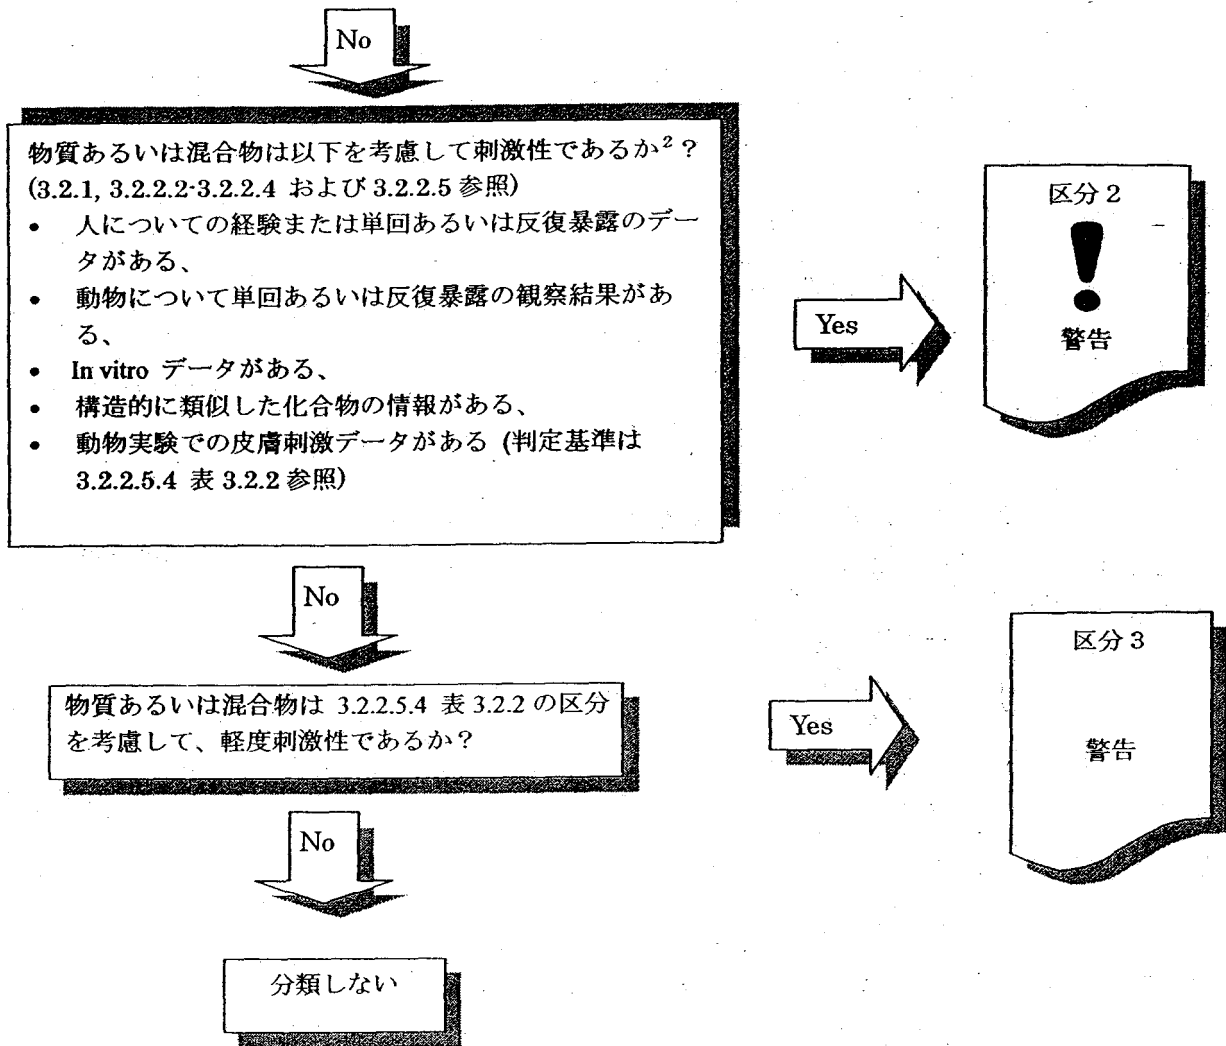 No
物質あるいは混合物は以下を考慮して刺激性であるか²？
(3.2.1, 3.2.2.2-3.2.2.4 および 3.2.2.5 参照)
• 人についての経験または単回あるいは反復暴露のデー
タがある、
• 動物について単回あるいは反復暴露の観察結果があ
る、
• In vitro データがある、
• 構造的に類似した化合物の情報がある、
• 動物実験での皮膚刺激データがある (判定基準は
3.2.2.5.4 表 3.2.2 参照)
Yes
区分 2
!
警告
No
物質あるいは混合物は 3.2.2.5.4 表 3.2.2 の区分
を考慮して、軽度刺激性であるか？
Yes
区分 3
警告
No
分類しない